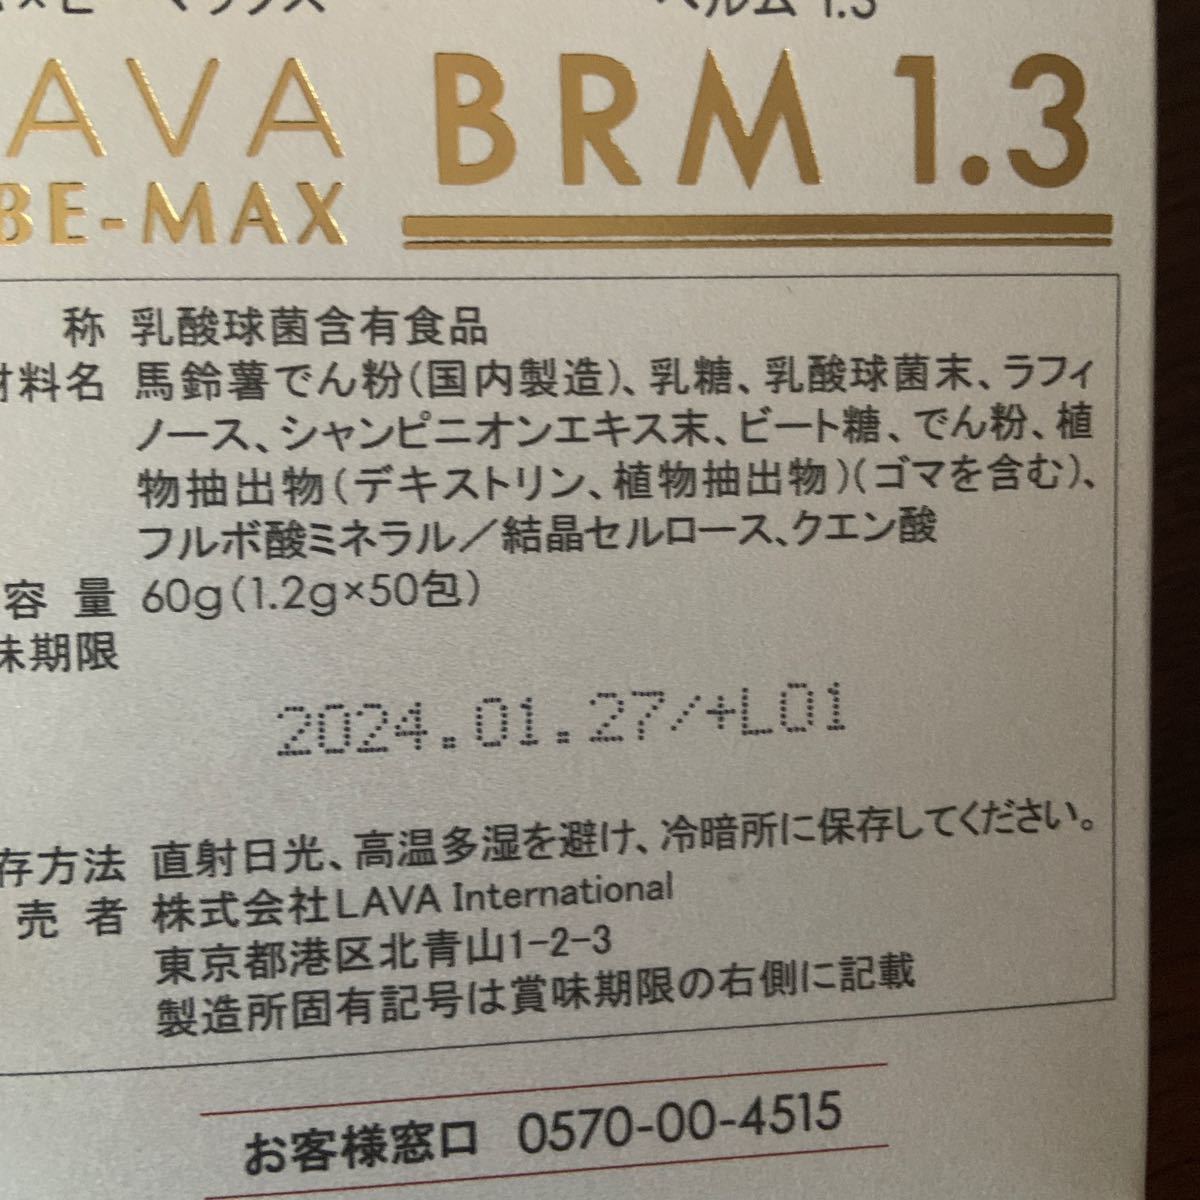 ベルム 1.3
LAVA BRM 1.3
BE-MAX
称 乳酸球菌含有食品
材料名 馬鈴薯でん粉（国内製造）、乳糖、乳酸球菌末、ラフィ
ノース、シャンピニオンエキス末、ビート糖、でん粉、植
物抽出物（デキストリン、植物抽出物）（ゴマを含む）、
フルボ酸ミネラル／結晶セルロース、クエン酸
容 量 60g（1.2g×50包）
味期限
2024.01.27/+L01
存方法 直射日光、高温多湿を避け、冷暗所に保存してください。
売 者 株式会社LAVA International
東京都港区北青山1-2-3
製造所固有記号は賞味期限の右側に記載
お客様窓口 0570-00-4515